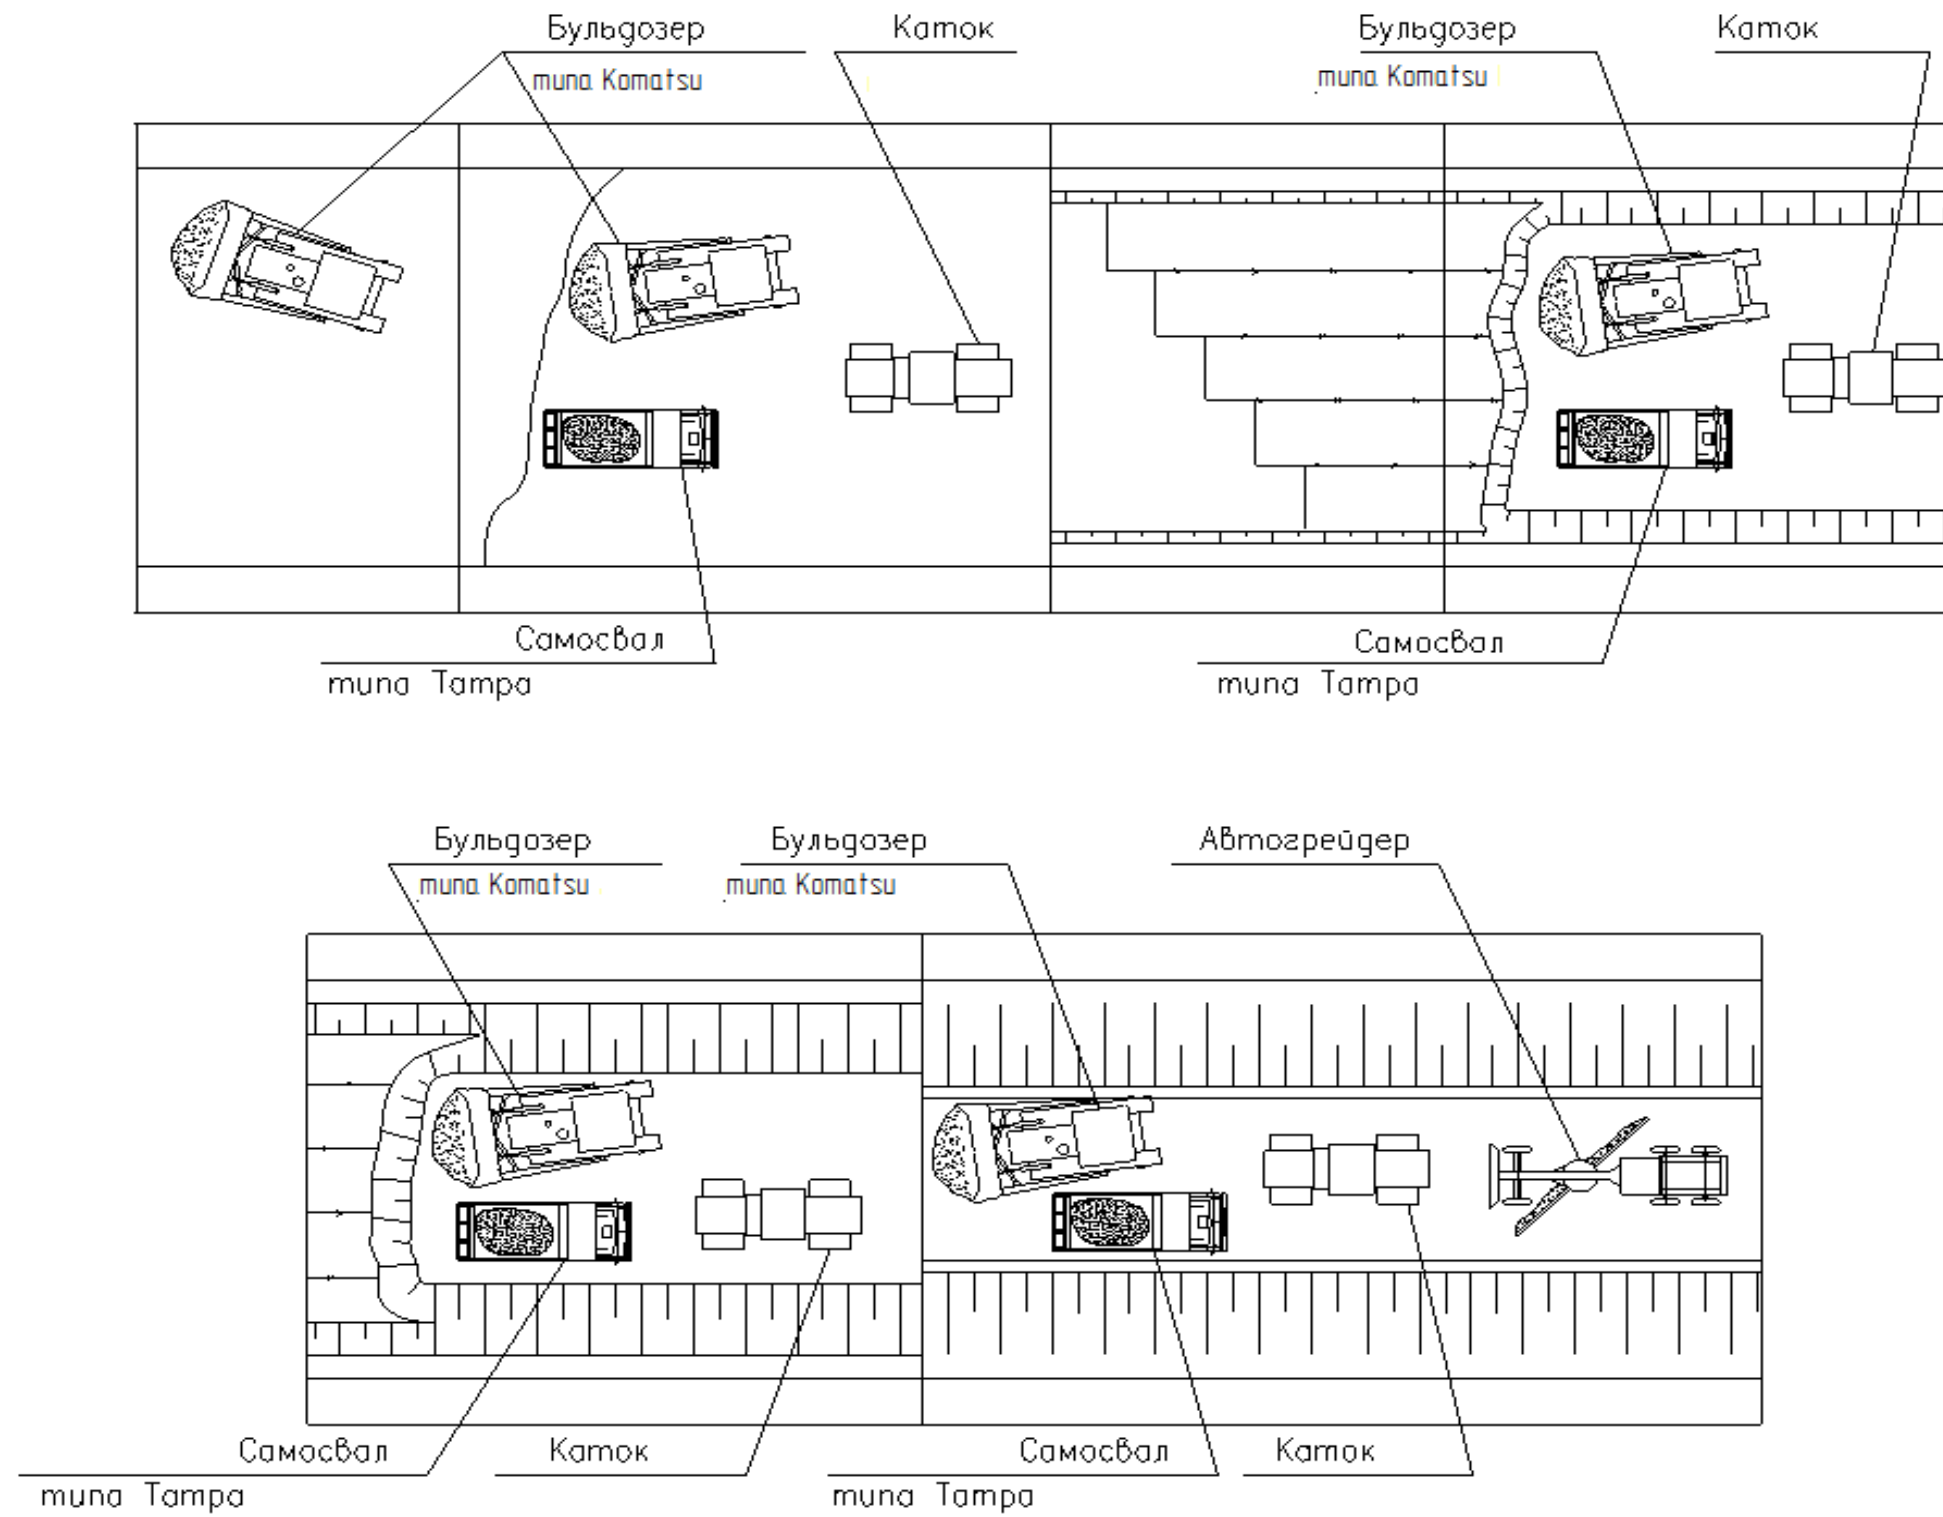 Бульдозер
типа Komatsu
Каток
Бульдозер
типа Komatsu
Каток
Самосвал
типа Татра
Самосвал
типа Татра
Бульдозер
типа Komatsu
Бульдозер
типа Komatsu
Автогрейдер
Самосвал
типа Татра
Каток
Самосвал
типа Татра
Каток